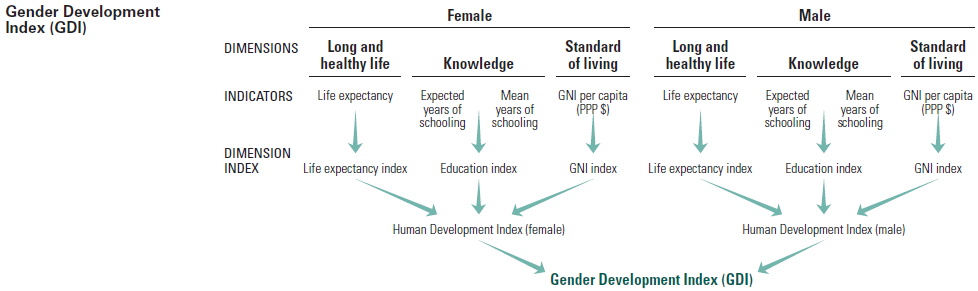 Gender Development
Index (GDI)
Female
Male
DIMENSIONS
Long and
healthy life
Knowledge
Standard
of living
Long and
healthy life
Knowledge
Standard
of living
INDICATORS
Life expectancy
Expected
years of
schooling
Mean
years of
schooling
GNI per capita
(PPP $)
Life expectancy
Expected
years of
schooling
Mean
years of
schooling
GNI per capita
(PPP $)
DIMENSION
INDEX
Life expectancy index
Education index
GNI index
Life expectancy index
Education index
GNI index
Human Development Index (female)
Human Development Index (male)
Gender Development Index (GDI)